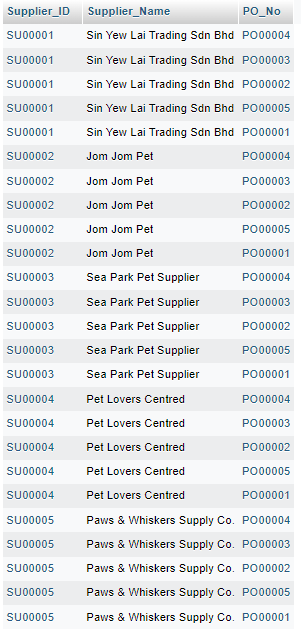 Supplier_ID Supplier_Name PO_No
SU00001 Sin Yew Lai Trading Sdn Bhd PO00004
SU00001 Sin Yew Lai Trading Sdn Bhd PO00003
SU00001 Sin Yew Lai Trading Sdn Bhd PO00002
SU00001 Sin Yew Lai Trading Sdn Bhd PO00005
SU00001 Sin Yew Lai Trading Sdn Bhd PO00001
SU00002 Jom Jom Pet PO00004
SU00002 Jom Jom Pet PO00003
SU00002 Jom Jom Pet PO00002
SU00002 Jom Jom Pet PO00005
SU00002 Jom Jom Pet PO00001
SU00003 Sea Park Pet Supplier PO00004
SU00003 Sea Park Pet Supplier PO00003
SU00003 Sea Park Pet Supplier PO00002
SU00003 Sea Park Pet Supplier PO00005
SU00003 Sea Park Pet Supplier PO00001
SU00004 Pet Lovers Centred PO00004
SU00004 Pet Lovers Centred PO00003
SU00004 Pet Lovers Centred PO00002
SU00004 Pet Lovers Centred PO00005
SU00004 Pet Lovers Centred PO00001
SU00005 Paws & Whiskers Supply Co. PO00004
SU00005 Paws & Whiskers Supply Co. PO00003
SU00005 Paws & Whiskers Supply Co. PO00002
SU00005 Paws & Whiskers Supply Co. PO00005
SU00005 Paws & Whiskers Supply Co. PO00001